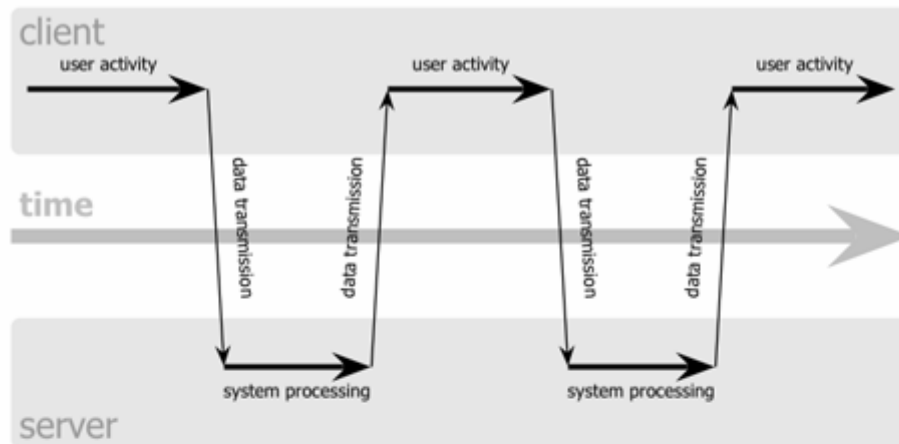 client
user activity
user activity
user activity
data transmission
data transmission
data transmission
data transmission
time
system processing
system processing
server